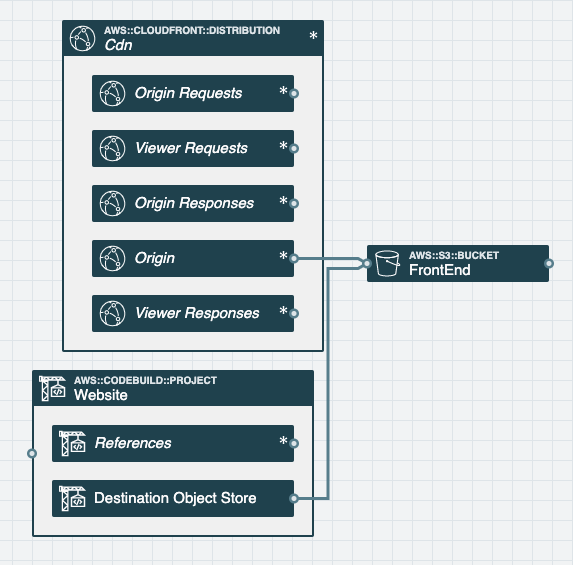 AWS::CLOUDFRONT::DISTRIBUTION
Cdn *
Origin Requests *
Viewer Requests *
Origin Responses *
Origin *
Viewer Responses *
AWS::S3::BUCKET
FrontEnd
AWS::CODEBUILD::PROJECT
Website
References *
Destination Object Store